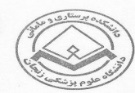 دانشکده پرستاری و مامایی
دانشگاه علوم پزشکی زنجان